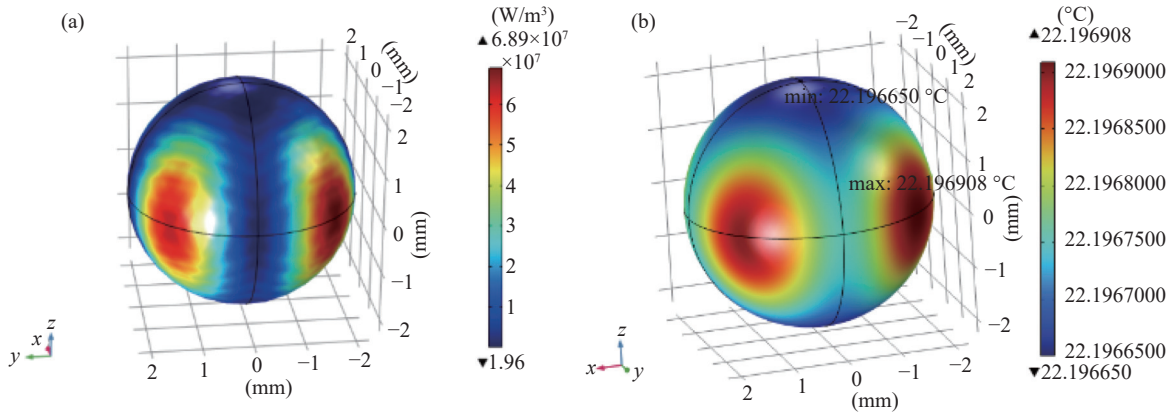 (a)
2
1
0
−1
−2
(mm)
2
1
0
−1
−2
(mm)
2
1
0
−1
−2
(mm)
z
x
y
(W/m³)
▲ 6.89×10⁷
×10⁷
6
5
4
3
2
1
▼ 1.96
(b)
−2
−1
0
1
2
(mm)
2
1
0
−1
−2
(mm)
2
1
0
−1
−2
(mm)
min: 22.196650 °C
max: 22.196908 °C
z
x
y
(°C)
▲ 22.196908
22.1969000
22.1968500
22.1968000
22.1967500
22.1967000
22.1966500
▼ 22.196650